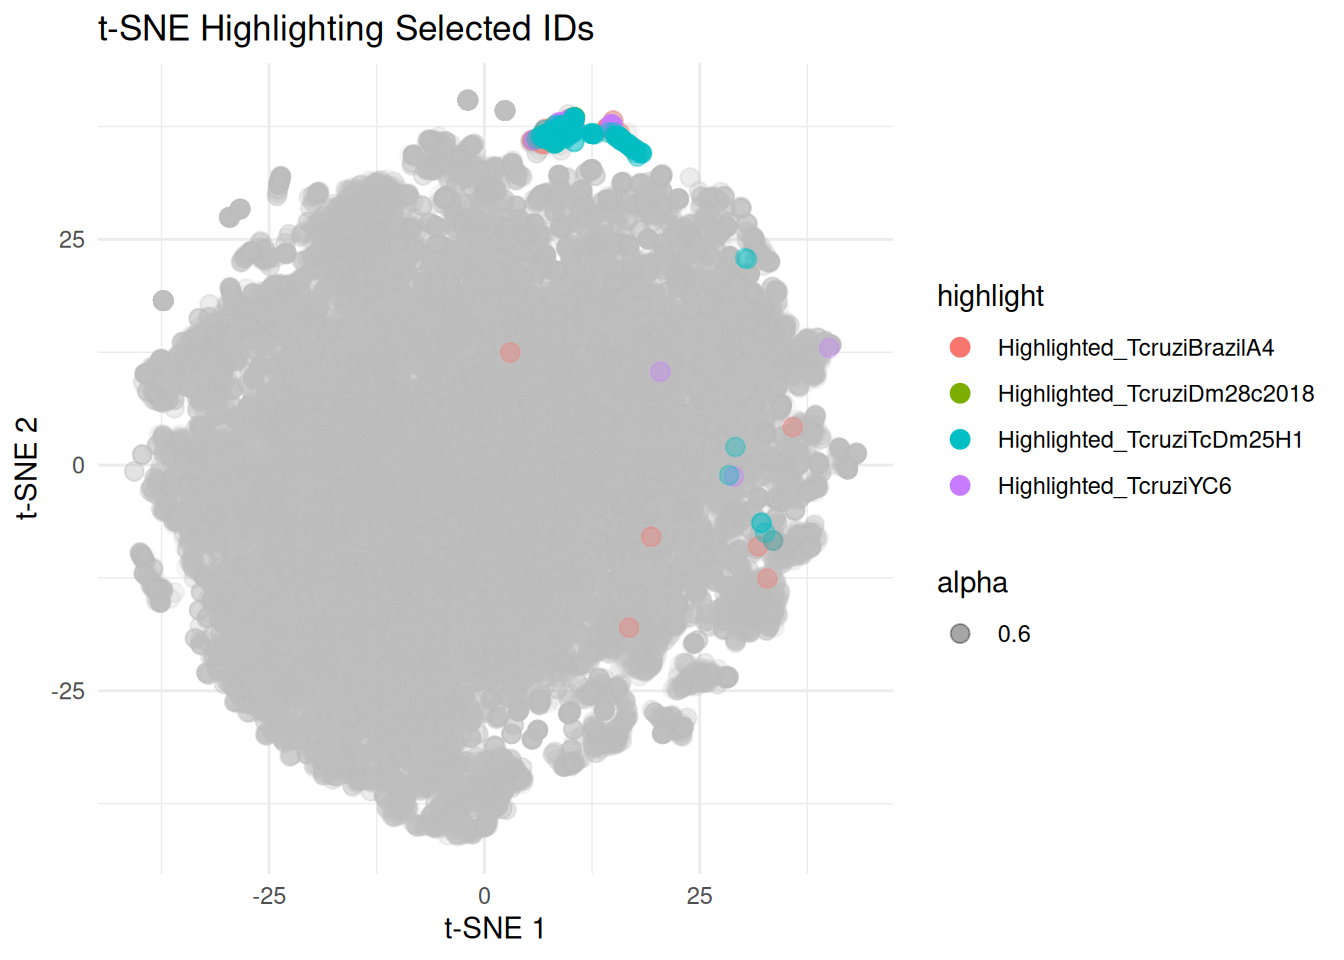 t-SNE Highlighting Selected IDs
t-SNE 2
25
0
-25
-25
0
25
t-SNE 1
highlight
Highlighted_TcruziBrazilA4
Highlighted_TcruziDm28c2018
Highlighted_TcruziTcDm25H1
Highlighted_TcruziYC6
alpha
0.6